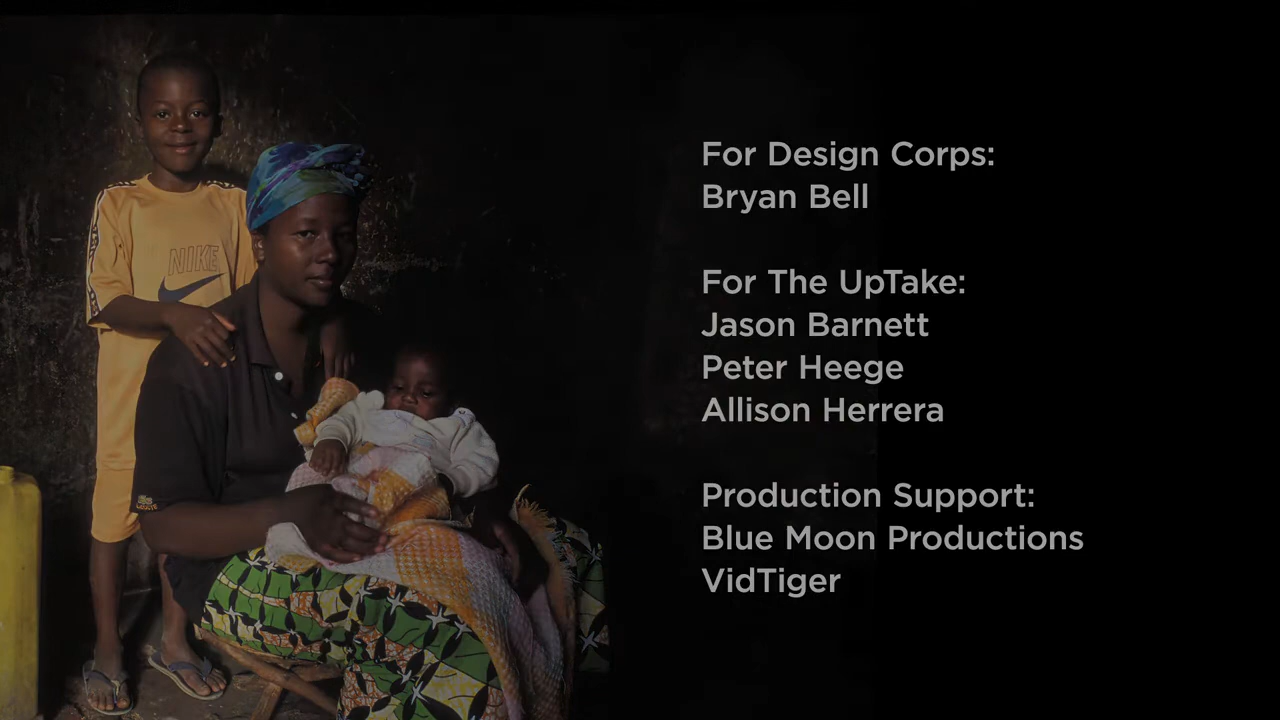 NIKE
For Design Corps:
Bryan Bell
For The UpTake:
Jason Barnett
Peter Heege
Allison Herrera
Production Support:
Blue Moon Productions
VidTiger